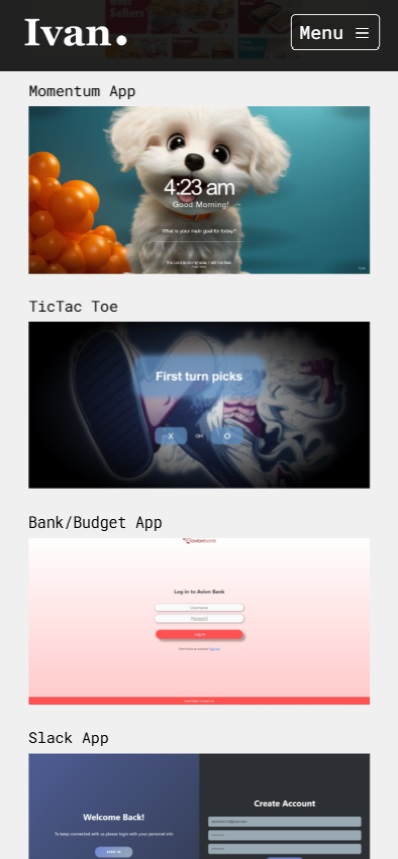 Best
Sellers
Ivan.
Menu
Momentum App
4:23 am
Good Morning!
What is your main goal for today?
TicTac Toe
First turn picks
X OR O
Bank/Budget App
Log in to Avion Bank
Username
Password
Log in
Slack App
Welcome Back!
To keep connected with us please login with your personal info
SIGN IN
Create Account